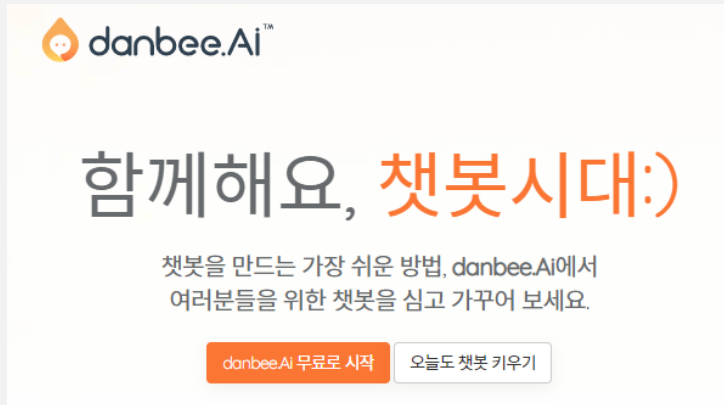 danbee.Ai™
함께해요, 챗봇시대:)
챗봇을 만드는 가장 쉬운 방법, danbee.Ai에서
여러분들을 위한 챗봇을 심고 가꾸어 보세요.
danbee.Ai 무료로 시작 오늘도 챗봇 키우기